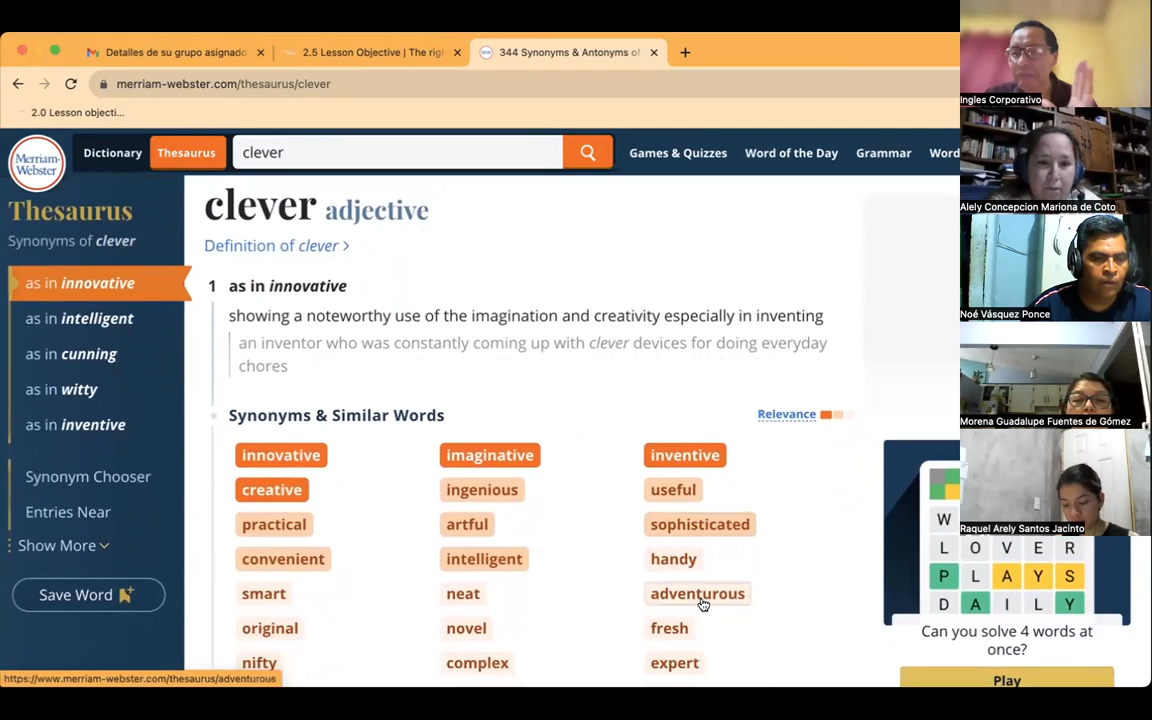 Detalles de su grupo asignado
2.5 Lesson Objective | The righ
344 Synonyms & Antonyms of
merriam-webster.com/thesaurus/clever
2.0 Lesson objecti...
Merriam-
Webster
Dictionary
Thesaurus
clever
Games & Quizzes
Word of the Day
Grammar
Word
Thesaurus
Synonyms of clever
as in innovative
as in intelligent
as in cunning
as in witty
as in inventive
Synonym Chooser
Entries Near
Show More
Save Word
clever adjective
Definition of clever >
1 as in innovative
showing a noteworthy use of the imagination and creativity especially in inventing
an inventor who was constantly coming up with clever devices for doing everyday
chores
Synonyms & Similar Words
Relevance
innovative imaginative inventive
creative ingenious useful
practical artful sophisticated
convenient intelligent handy
smart neat adventurous
original novel fresh
nifty complex expert
https://www.merriam-webster.com/thesaurus/adventurous
Ingles Corporativo
Alely Concepcion Mariona de Coto
Noé Vásquez Ponce
Morena Guadalupe Fuentes de Gómez
Raquel Arely Santos Jacinto
W
L O V E R
P L A Y S
D A I L Y
Can you solve 4 words at
once?
Play